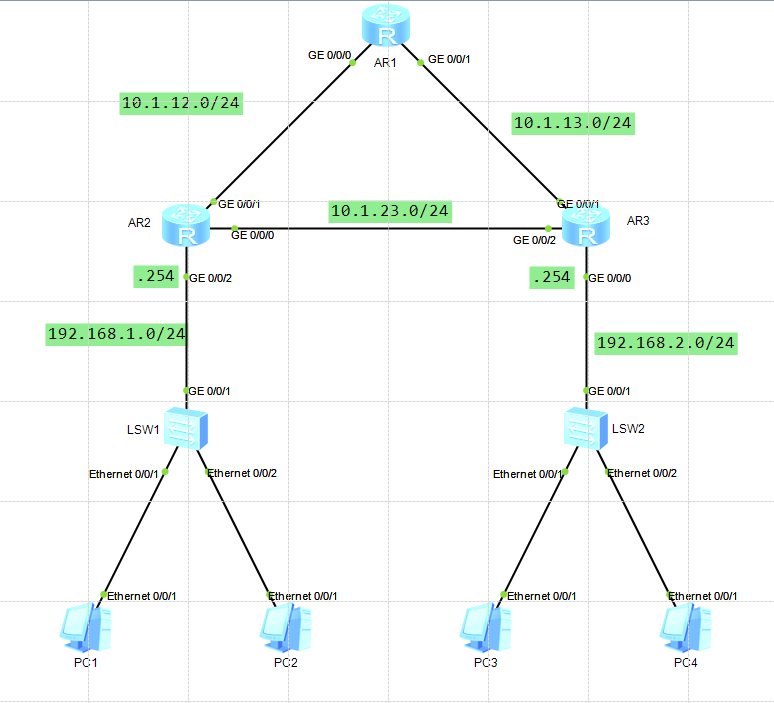 R
GE 0/0/0
GE 0/0/1
AR1
10.1.12.0/24
10.1.13.0/24
GE 0/0/1
10.1.23.0/24
GE 0/0/1
AR2
R
R
AR3
GE 0/0/0
GE 0/0/2
.254
GE 0/0/2
.254
GE 0/0/0
192.168.1.0/24
192.168.2.0/24
GE 0/0/1
GE 0/0/1
LSW1
LSW2
Ethernet 0/0/1
Ethernet 0/0/2
Ethernet 0/0/1
Ethernet 0/0/2
Ethernet 0/0/1
Ethernet 0/0/1
Ethernet 0/0/1
Ethernet 0/0/1
PC1
PC2
PC3
PC4